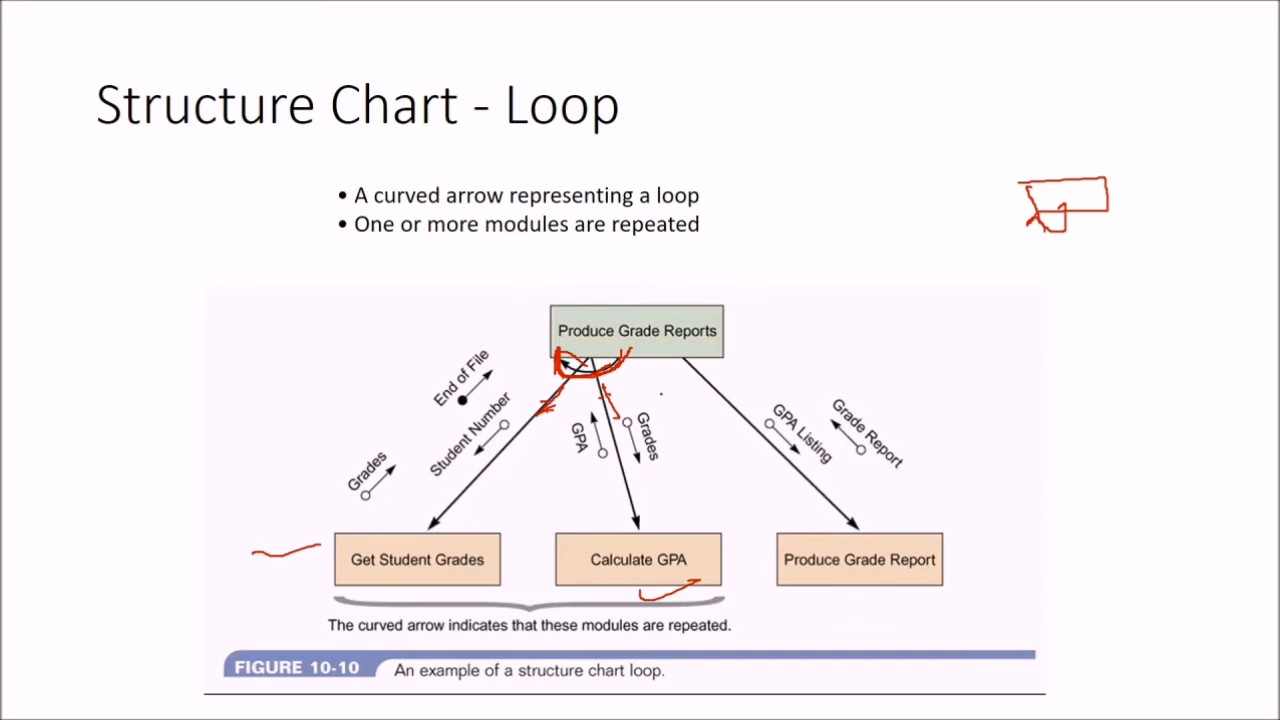 Structure Chart - Loop
• A curved arrow representing a loop
• One or more modules are repeated
Produce Grade Reports
End of File
Student Number
Grades
GPA
Grades
GPA Listing
Grade Report
Get Student Grades
Calculate GPA
Produce Grade Report
The curved arrow indicates that these modules are repeated.
FIGURE 10-10 An example of a structure chart loop.